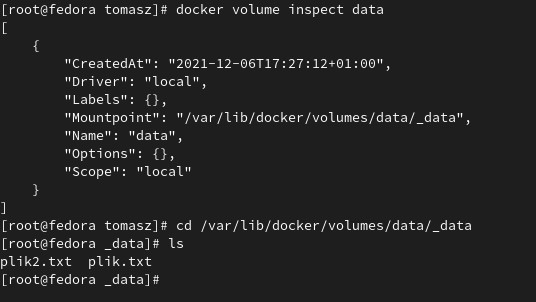 [root@fedora tomasz]# docker volume inspect data
[
    {
        "CreatedAt": "2021-12-06T17:27:12+01:00",
        "Driver": "local",
        "Labels": {},
        "Mountpoint": "/var/lib/docker/volumes/data/_data",
        "Name": "data",
        "Options": {},
        "Scope": "local"
    }
]
[root@fedora tomasz]# cd /var/lib/docker/volumes/data/_data
[root@fedora _data]# ls
plik2.txt  plik.txt
[root@fedora _data]#